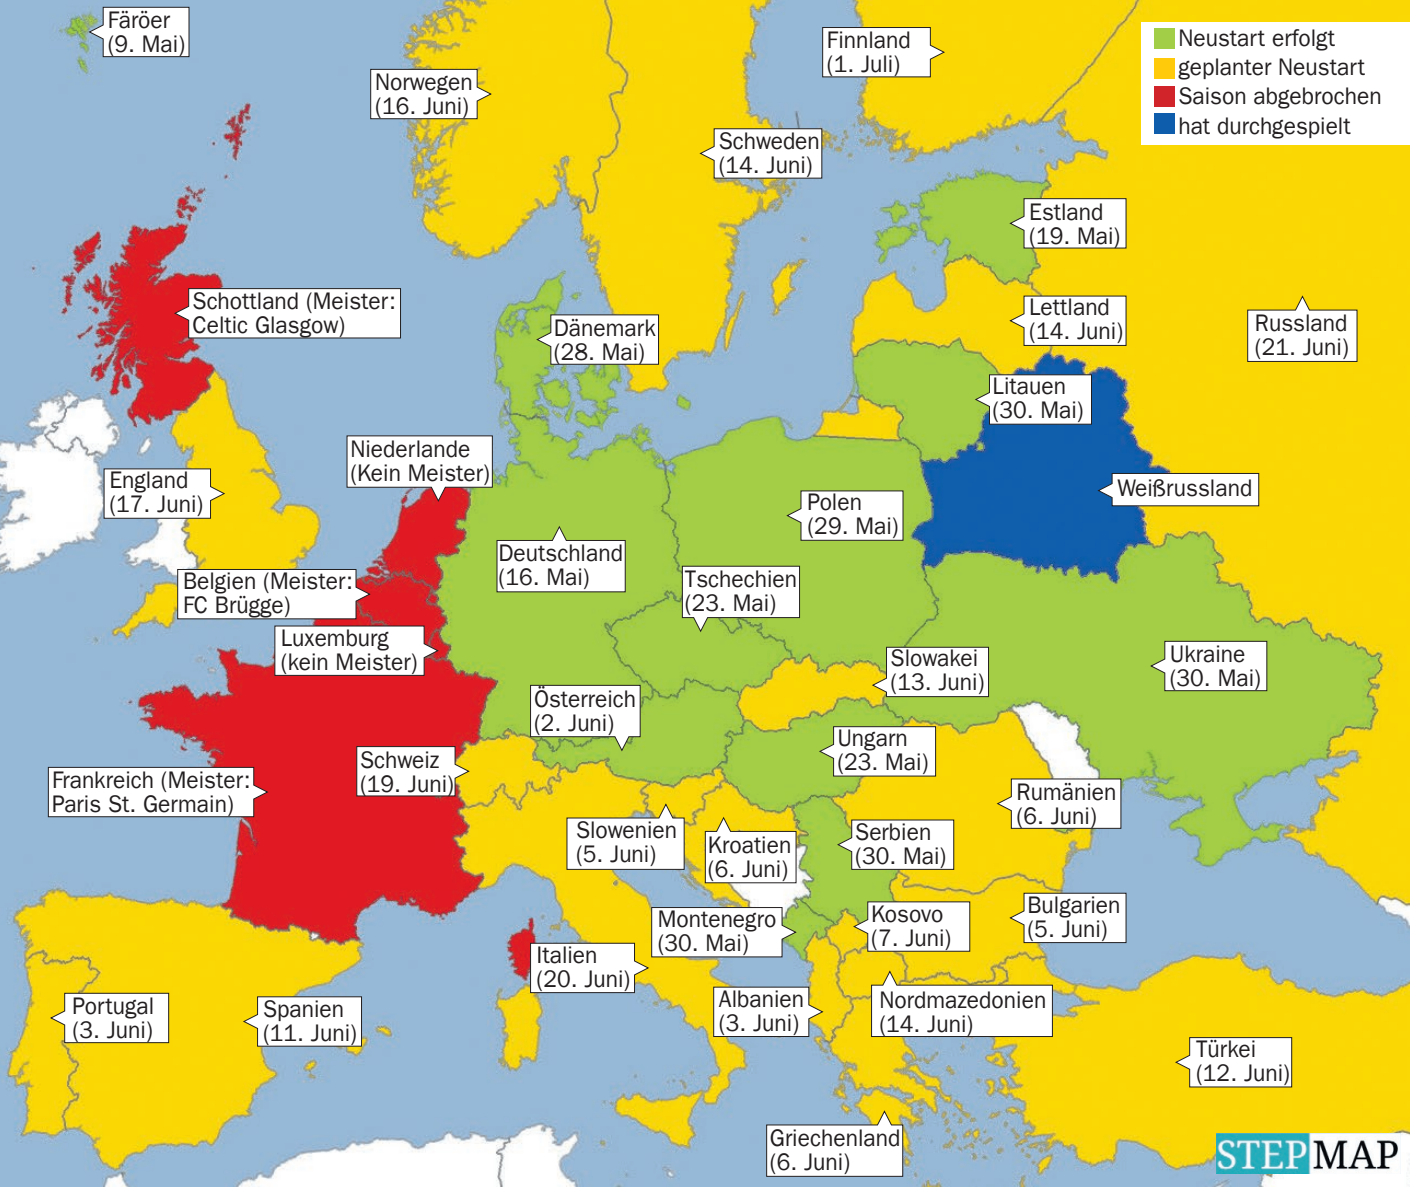 Färöer
(9. Mai)
Norwegen
(16. Juni)
Finnland
(1. Juli)
Neustart erfolgt
geplanter Neustart
Saison abgebrochen
hat durchgespielt
Schweden
(14. Juni)
Estland
(19. Mai)
Schottland (Meister:
Celtic Glasgow)
Dänemark
(28. Mai)
Lettland
(14. Juni)
Russland
(21. Juni)
Litauen
(30. Mai)
Niederlande
(Kein Meister)
England
(17. Juni)
Weißrussland
Polen
(29. Mai)
Deutschland
(16. Mai)
Tschechien
(23. Mai)
Belgien (Meister:
FC Brügge)
Luxemburg
(kein Meister)
Slowakei
(13. Juni)
Ukraine
(30. Mai)
Österreich
(2. Juni)
Ungarn
(23. Mai)
Schweiz
(19. Juni)
Frankreich (Meister:
Paris St. Germain)
Rumänien
(6. Juni)
Slowenien
(5. Juni)
Kroatien
(6. Juni)
Serbien
(30. Mai)
Montenegro
(30. Mai)
Kosovo
(7. Juni)
Bulgarien
(5. Juni)
Italien
(20. Juni)
Portugal
(3. Juni)
Spanien
(11. Juni)
Albanien
(3. Juni)
Nordmazedonien
(14. Juni)
Türkei
(12. Juni)
Griechenland
(6. Juni)
STEPMAP